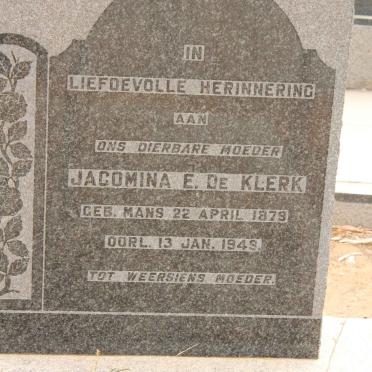 IN
LIEFDEVOLLE HERINNERING
AAN
ONS DIERBARE MOEDER
JACOMINA E. DE KLERK
GEB. MANS 22 APRIL 1879
OORL. 13 JAN. 1949.
TOT WEERSIENS MOEDER.